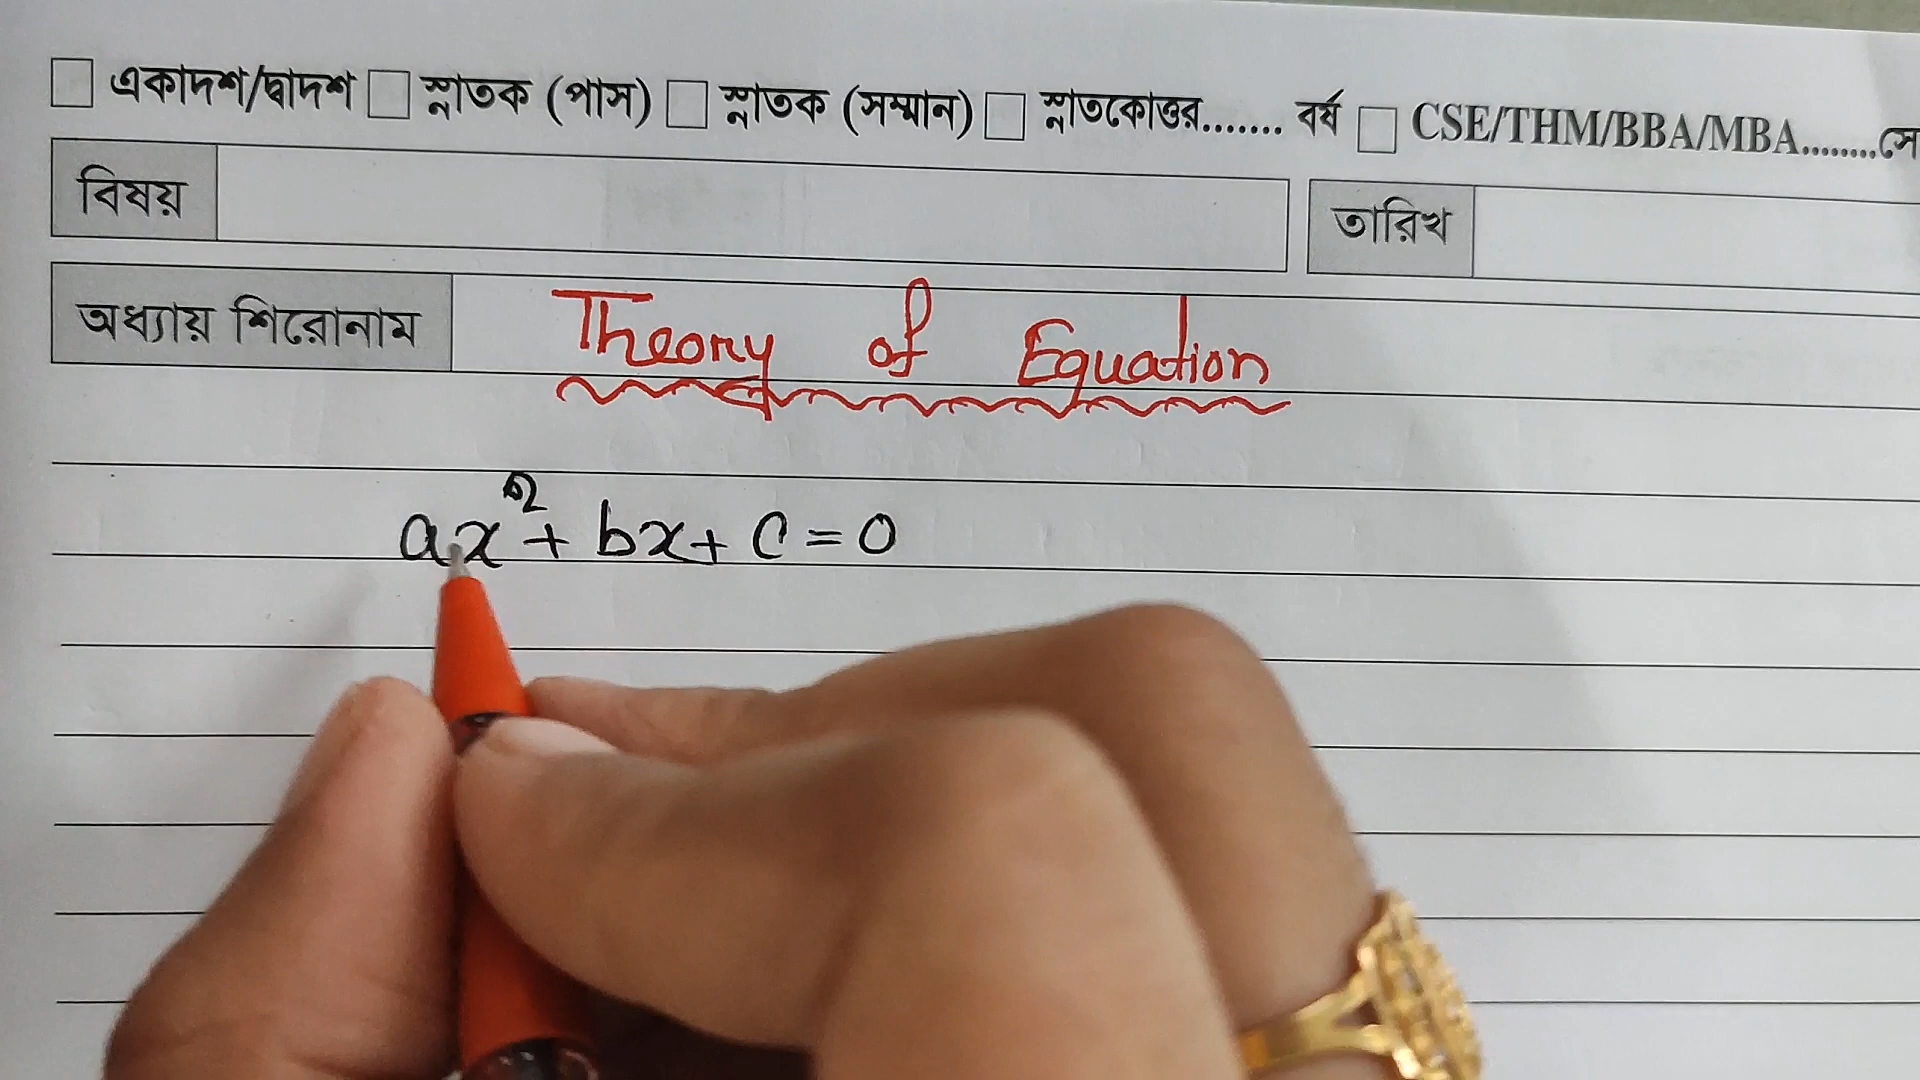 একাদশ/দ্বাদশ স্নাতক (পাস) স্নাতক (সম্মান) স্নাতকোত্তর....... বর্ষ CSE/THM/BBA/MBA........সে
বিষয় তারিখ
অধ্যায় শিরোনাম Theory of Equation
ax² + bx + c = 0